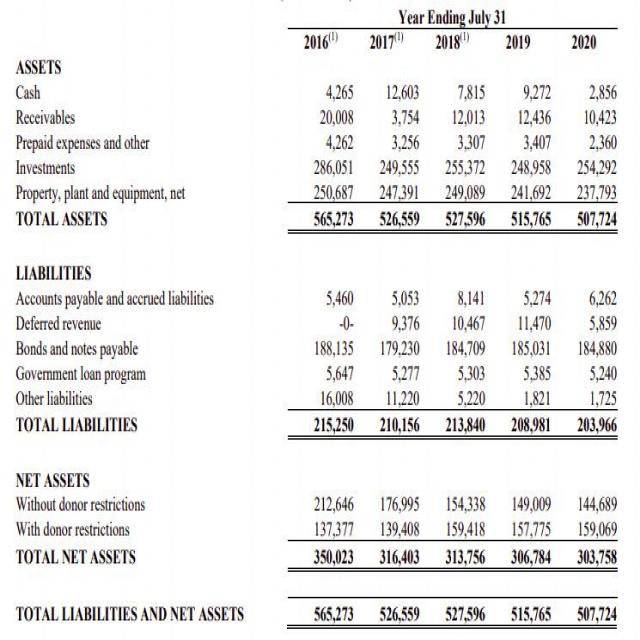 Year Ending July 31
2016(1) 2017(1) 2018(1) 2019 2020
ASSETS
Cash 4,265 12,603 7,815 9,272 2,856
Receivables 20,008 3,754 12,013 12,436 10,423
Prepaid expenses and other 4,262 3,256 3,307 3,407 2,360
Investments 286,051 249,555 255,372 248,958 254,292
Property, plant and equipment, net 250,687 247,391 249,089 241,692 237,793
TOTAL ASSETS 565,273 526,559 527,596 515,765 507,724
LIABILITIES
Accounts payable and accrued liabilities 5,460 5,053 8,141 5,274 6,262
Deferred revenue -0- 9,376 10,467 11,470 5,859
Bonds and notes payable 188,135 179,230 184,709 185,031 184,880
Government loan program 5,647 5,277 5,303 5,385 5,240
Other liabilities 16,008 11,220 5,220 1,821 1,725
TOTAL LIABILITIES 215,250 210,156 213,840 208,981 203,966
NET ASSETS
Without donor restrictions 212,646 176,995 154,338 149,009 144,689
With donor restrictions 137,377 139,408 159,418 157,775 159,069
TOTAL NET ASSETS 350,023 316,403 313,756 306,784 303,758
TOTAL LIABILITIES AND NET ASSETS 565,273 526,559 527,596 515,765 507,724